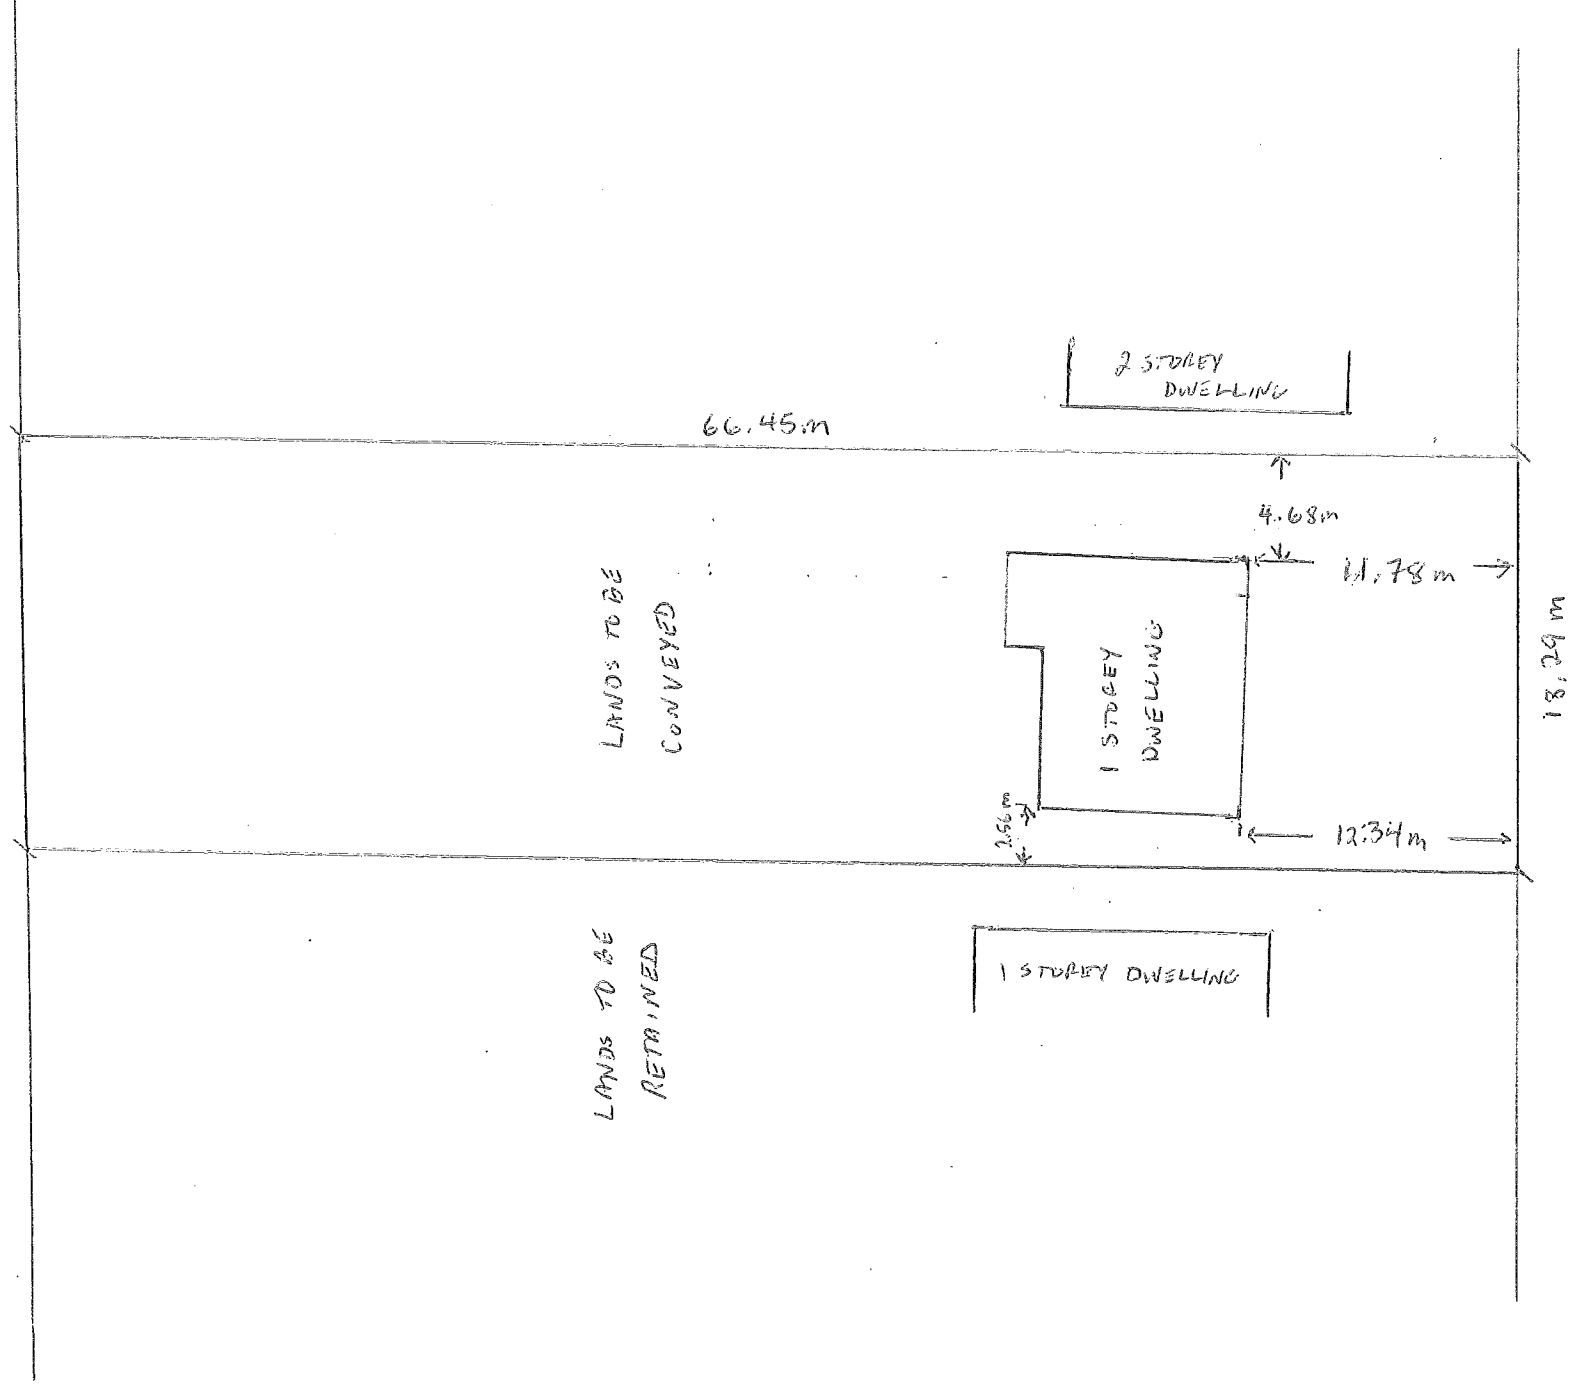 2 STOREY
DWELLING
66.45m
4.68m
11.78m
18.29m
LANDS TO BE
CONVEYED
1 STOREY
DWELLING
2.56m
12.34m
LANDS TO BE
RETAINED
1 STOREY DWELLING